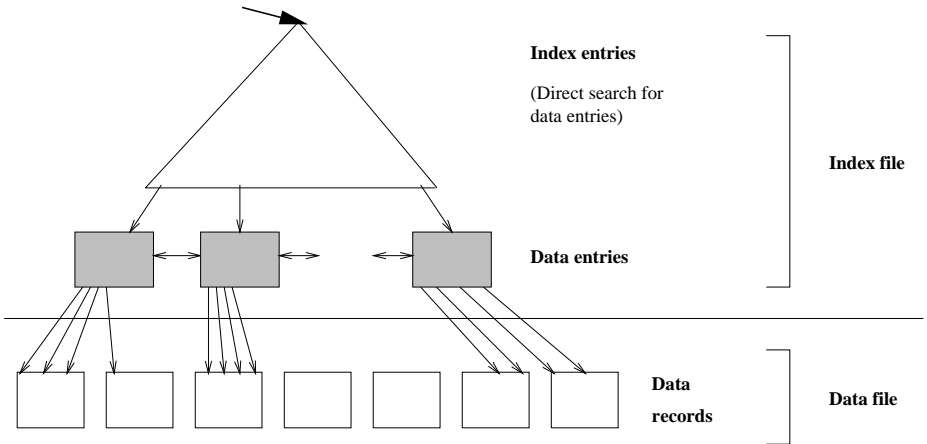 Index entries
(Direct search for
data entries)
Index file
Data entries
Data
records
Data file